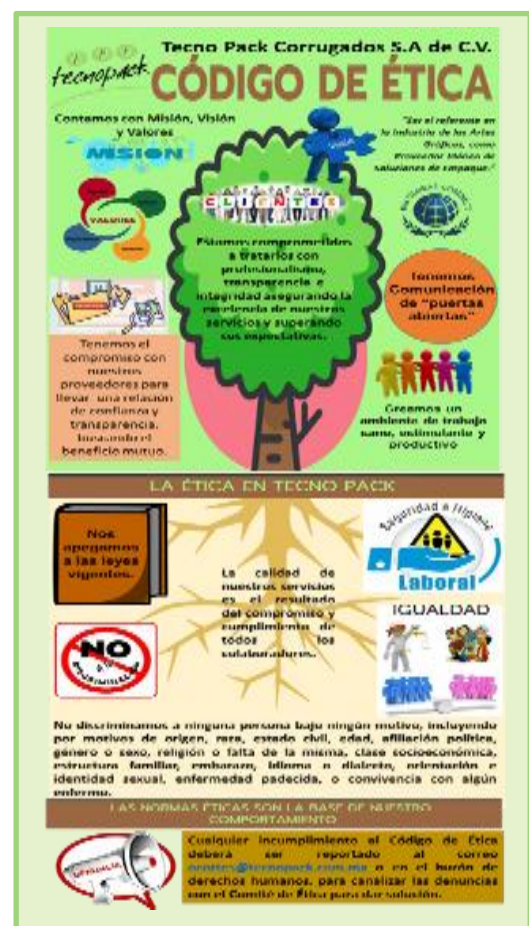 Tecno Pack Corrugados S.A de C.V.
tecnopack
CÓDIGO DE ÉTICA
Contamos con Misión, Visión
y Valores
MISIÓN
"Ser el referente en
la Industria de las Artes
Gráficas, como
Proveedor
soluciones de empaque."
VALORES
CLIENTES
Estamos comprometidos
a tratarlos con
profesionalismo,
transparencia e
integridad asegurando la
excelencia de nuestros
servicios y superando
sus expectativas.
Tenemos
Comunicación
de "puertas
abiertas"
Tenemos el
compromiso con
nuestros
proveedores para
llevar una relación
de confianza y
transparencia,
buscando el
beneficio mutuo.
Creamos un
ambiente de trabajo
sano, estimulante y
productivo
LA ÉTICA EN TECNO PACK
Nos
apegamos
a las leyes
vigentes.
La calidad de
nuestros servicios
es el resultado
del compromiso y
cumplimiento de
todos los
colaboradores.
Seguridad e Higiene
Laboral
NO
a la
DISCRIMINACIÓN
IGUALDAD
No discriminamos a ninguna persona bajo ningún motivo, incluyendo
por motivos de origen, raza, estado civil, edad, afiliación política,
género o sexo, religión o falta de la misma, clase socioeconómica,
estructura familiar, embarazo, idioma o dialecto, orientación e
identidad sexual, enfermedad padecida, o convivencia con algún
enfermo.
LAS NORMAS ÉTICAS SON LA BASE DE NUESTRO
COMPORTAMIENTO
DENUNCIA
Cualquier incumplimiento al Código de Ética
deberá ser reportado al correo
o en el buzón de
derechos humanos, para canalizar las denuncias
con el Comité de Ética para dar solución.